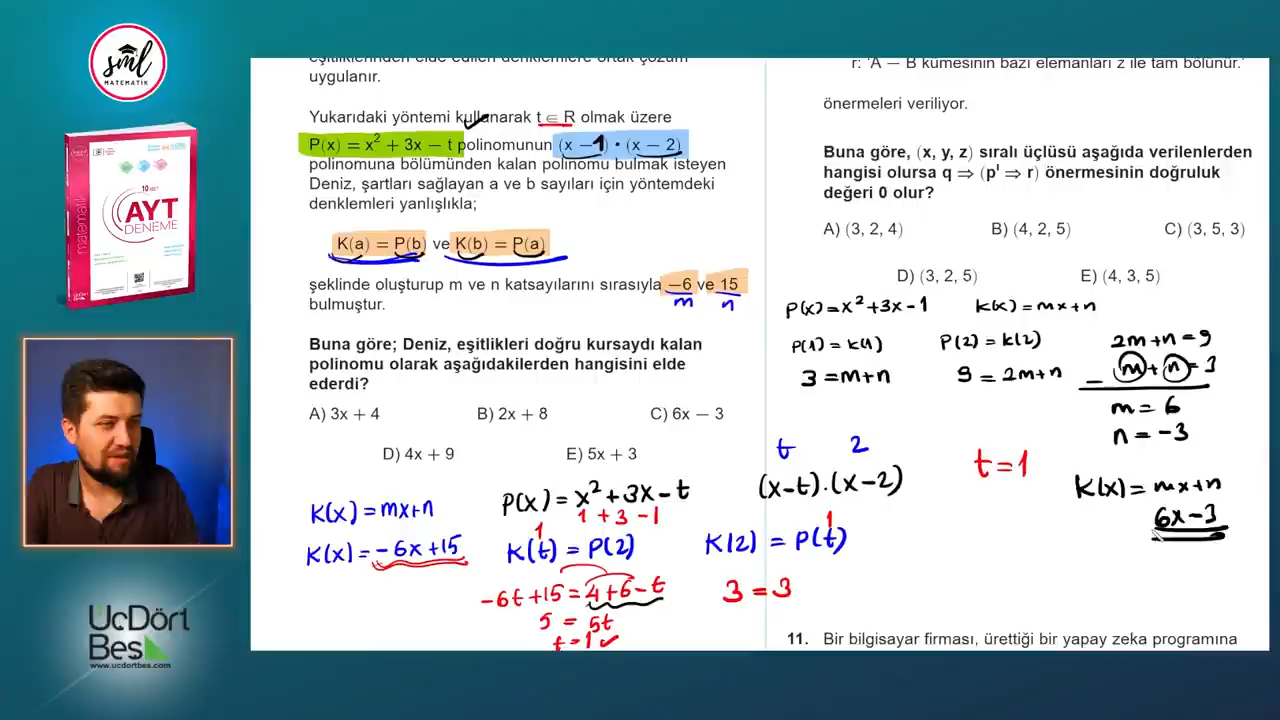 sml
MATEMATİK
10 ADET
AYT
DENEME
matematik
ÜçDört
Beş
www.ucdortbes.com
eşitliklerinden elde edilen denklemlere ortak çözüm
uygulanır.
Yukarıdaki yöntemi kullanarak t ∈ R olmak üzere
P(x) = x² + 3x − t polinomunun (x − 1) • (x − 2)
polinomuna bölümünden kalan polinomu bulmak isteyen
Deniz, şartları sağlayan a ve b sayıları için yöntemdeki
denklemleri yanlışlıkla;
K(a) = P(b) ve K(b) = P(a)
şeklinde oluşturup m ve n katsayılarını sırasıyla −6 ve 15
m n
bulmuştur.
Buna göre; Deniz, eşitlikleri doğru kursaydı kalan
polinomu olarak aşağıdakilerden hangisini elde
ederdi?
A) 3x + 4 B) 2x + 8 C) 6x − 3
D) 4x + 9 E) 5x + 3
K(x) = mx+n
K(x) = −6x+15
P(x) = x² + 3x − t
1 + 3 − 1
1
K(t) = P(2)
−6t + 15 = 4+6−t
5 = 5t
t = 1 ✓
t 2
(x−t).(x−2)
1
K(2) = P(t)
3 = 3
t = 1
r: 'A − B kümesinin bazı elemanları z ile tam bölünür.'
önermeleri veriliyor.
Buna göre, (x, y, z) sıralı üçlüsü aşağıda verilenlerden
hangisi olursa q ⇒ (p' ⇒ r) önermesinin doğruluk
değeri 0 olur?
A) (3, 2, 4) B) (4, 2, 5) C) (3, 5, 3)
D) (3, 2, 5) E) (4, 3, 5)
P(x) = x² + 3x − 1 K(x) = mx + n
P(1) = K(1) P(2) = K(2)
3 = m+n 9 = 2m+n
2m+n = 9
− m + n = 3
m = 6
n = −3
K(x) = mx+n
6x − 3
11. Bir bilgisayar firması, ürettiği bir yapay zeka programına